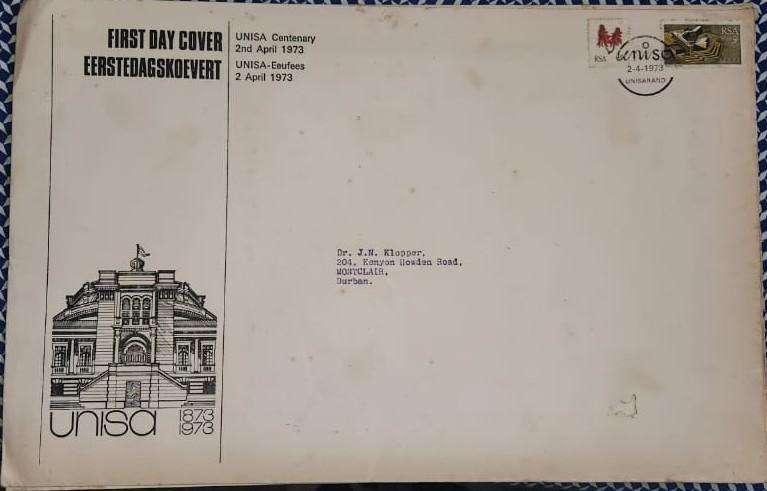 FIRST DAY COVER
EERSTEDAGSKOEVERT
UNISA Centenary
2nd April 1973
UNISA-Eeufees
2 April 1973
RSA
RSA
unisa
2-4-1973
UNISARAND
Dr. J.N. Klopper,
204, Kenyon Howden Road,
MONTCLAIR,
Durban.
unisa 1873
1973